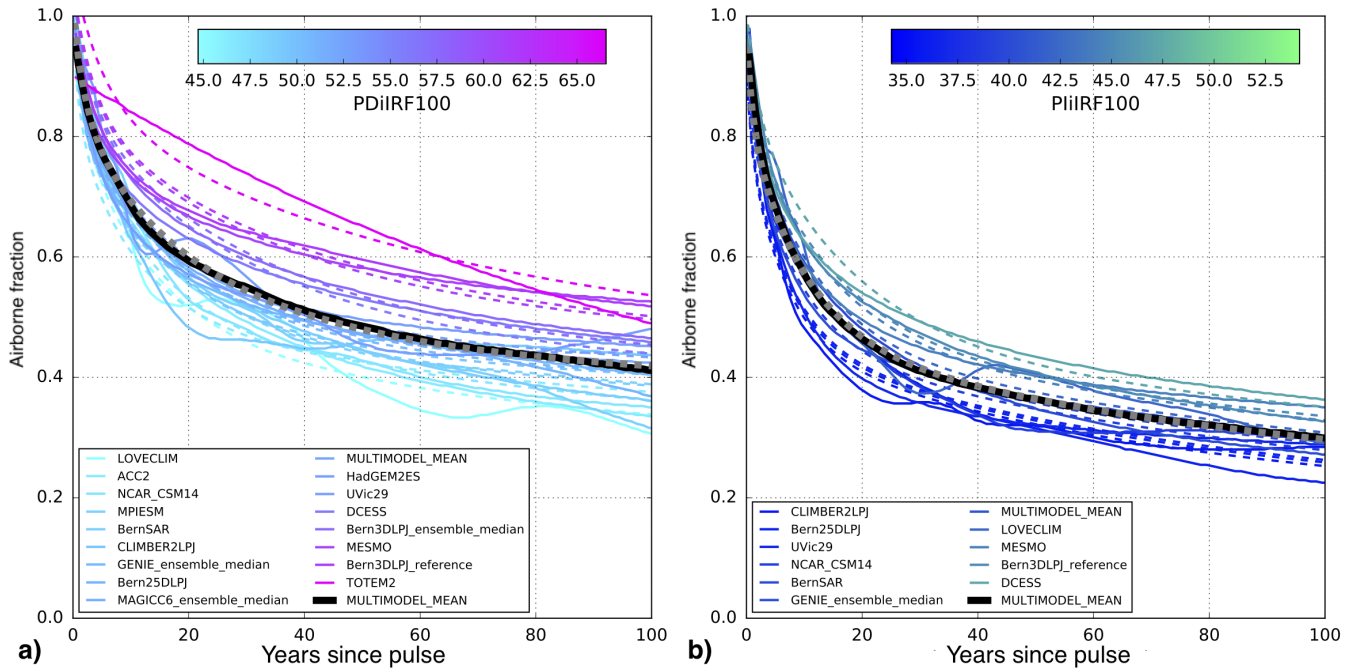 1.0
0.8
0.6
0.4
0.2
0.0
Airborne fraction
45.0 47.5 50.0 52.5 55.0 57.5 60.0 62.5 65.0
PDiIRF100
LOVECLIM
ACC2
NCAR_CSM14
MPIESM
BernSAR
CLIMBER2LPJ
GENIE_ensemble_median
Bern25DLPJ
MAGICC6_ensemble_median
MULTIMODEL_MEAN
HadGEM2ES
UVic29
DCESS
Bern3DLPJ_ensemble_median
MESMO
Bern3DLPJ_reference
TOTEM2
MULTIMODEL_MEAN
0 20 40 60 80 100
a) Years since pulse
1.0
0.8
0.6
0.4
0.2
0.0
Airborne fraction
35.0 37.5 40.0 42.5 45.0 47.5 50.0 52.5
PIiIRF100
CLIMBER2LPJ
Bern25DLPJ
UVic29
NCAR_CSM14
BernSAR
GENIE_ensemble_median
MULTIMODEL_MEAN
LOVECLIM
MESMO
Bern3DLPJ_reference
DCESS
MULTIMODEL_MEAN
0 20 40 60 80 100
b) Years since pulse